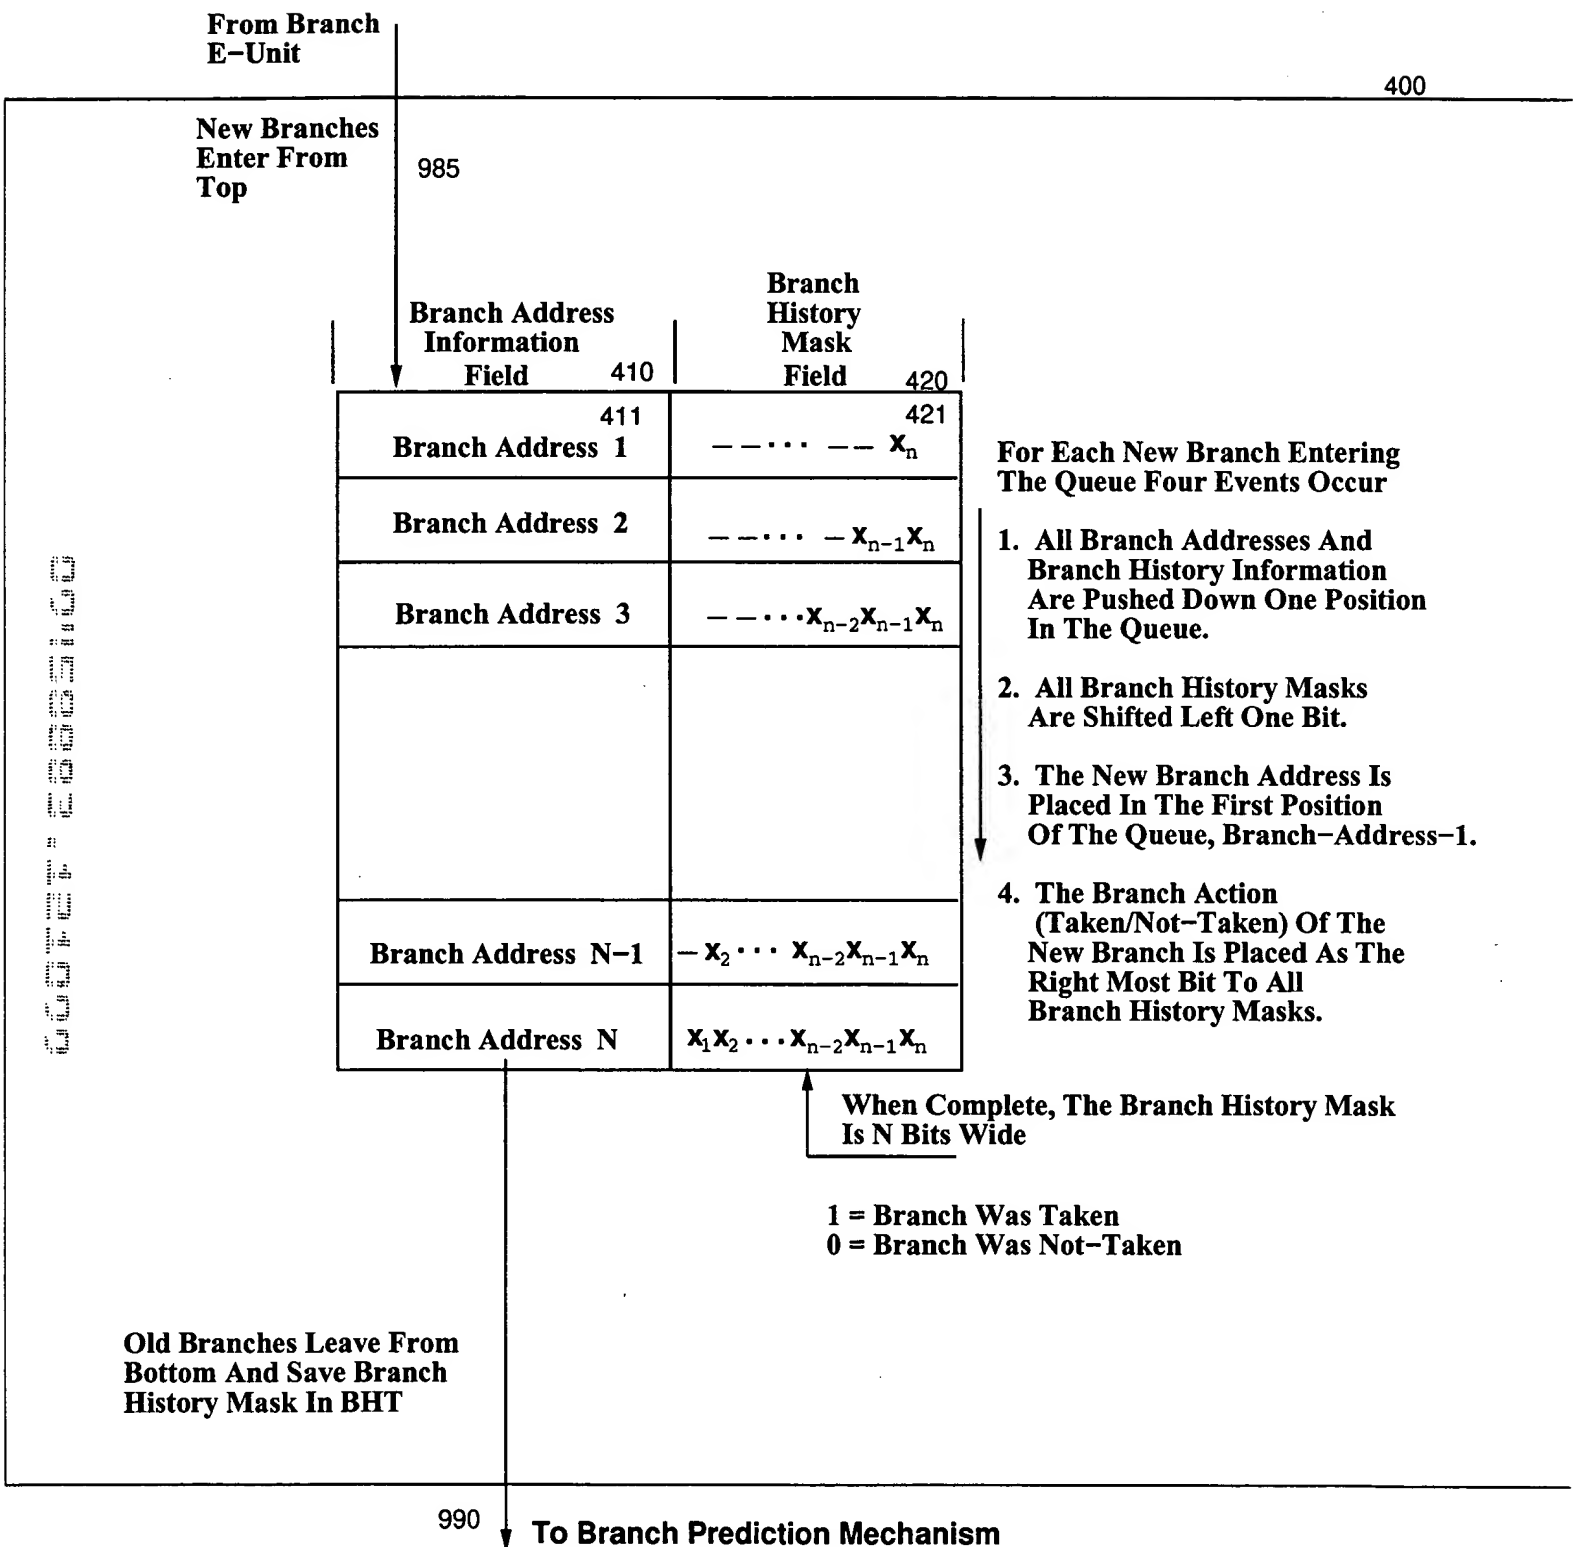 From Branch
E–Unit
400
New Branches
Enter From
Top
985
Branch Address
Information
Field 410
Branch
History
Mask
Field 420
411
Branch Address 1
421
– – · · · – – Xn
Branch Address 2
– – · · · – Xn–1Xn
Branch Address 3
– – · · · Xn–2Xn–1Xn
Branch Address N–1
– X2 · · · Xn–2Xn–1Xn
Branch Address N
X1X2 · · · Xn–2Xn–1Xn
For Each New Branch Entering
The Queue Four Events Occur
1. All Branch Addresses And
Branch History Information
Are Pushed Down One Position
In The Queue.
2. All Branch History Masks
Are Shifted Left One Bit.
3. The New Branch Address Is
Placed In The First Position
Of The Queue, Branch–Address–1.
4. The Branch Action
(Taken/Not–Taken) Of The
New Branch Is Placed As The
Right Most Bit To All
Branch History Masks.
When Complete, The Branch History Mask
Is N Bits Wide
1 = Branch Was Taken
0 = Branch Was Not–Taken
Old Branches Leave From
Bottom And Save Branch
History Mask In BHT
990
To Branch Prediction Mechanism